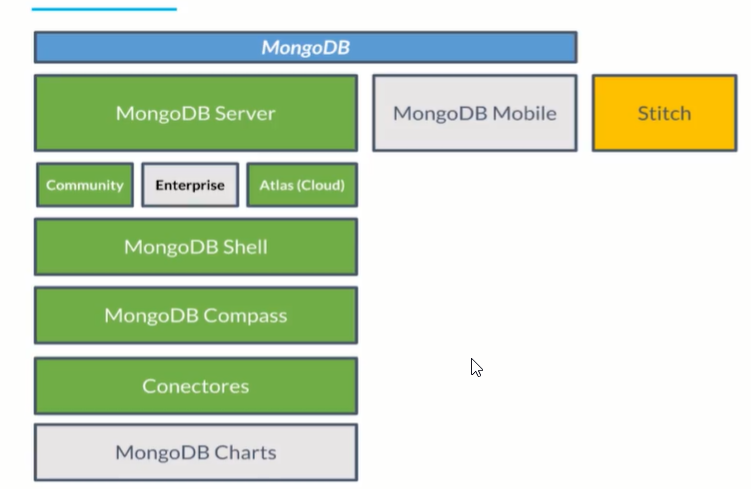 MongoDB
MongoDB Server
MongoDB Mobile
Stitch
Community
Enterprise
Atlas (Cloud)
MongoDB Shell
MongoDB Compass
Conectores
MongoDB Charts